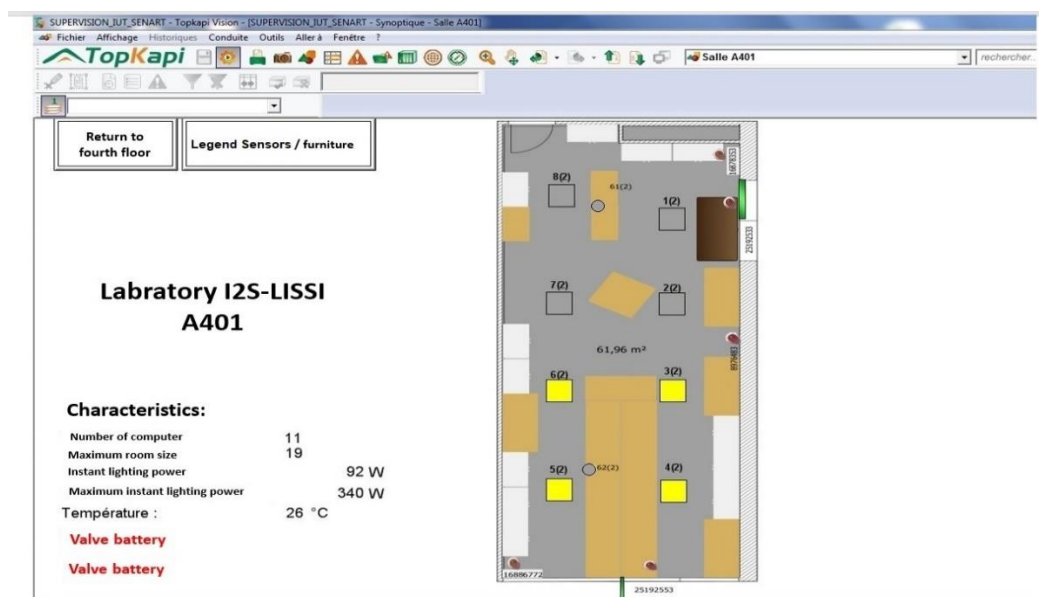 SUPERVISION_IUT_SENART - Topkapi Vision - [SUPERVISION_IUT_SENART - Synoptique - Salle A401]
Fichier Affichage Historiques Conduite Outils Aller à Fenêtre ?
TopKapi
Salle A401
rechercher...
1
Return to
fourth floor
Legend Sensors / furniture
Labratory I2S-LISSI
A401
Characteristics:
Number of computer 11
Maximum room size 19
Instant lighting power 92 W
Maximum instant lighting power 340 W
Température : 26 °C
Valve battery
Valve battery
16878353
8(2)
61(2)
1(2)
25192533
7(2)
2(2)
61,96 m²
8976483
6(2)
3(2)
5(2)
62(2)
4(2)
16886772
25192553